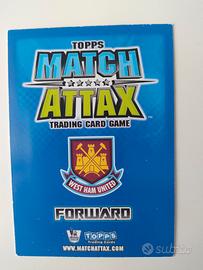 TOPPS
MATCH
ATTAX
TRADING CARD GAME
WEST HAM UNITED
FORWARD
TOPPS
Trading Cards
WWW.MATCHATTAX.COM
subito